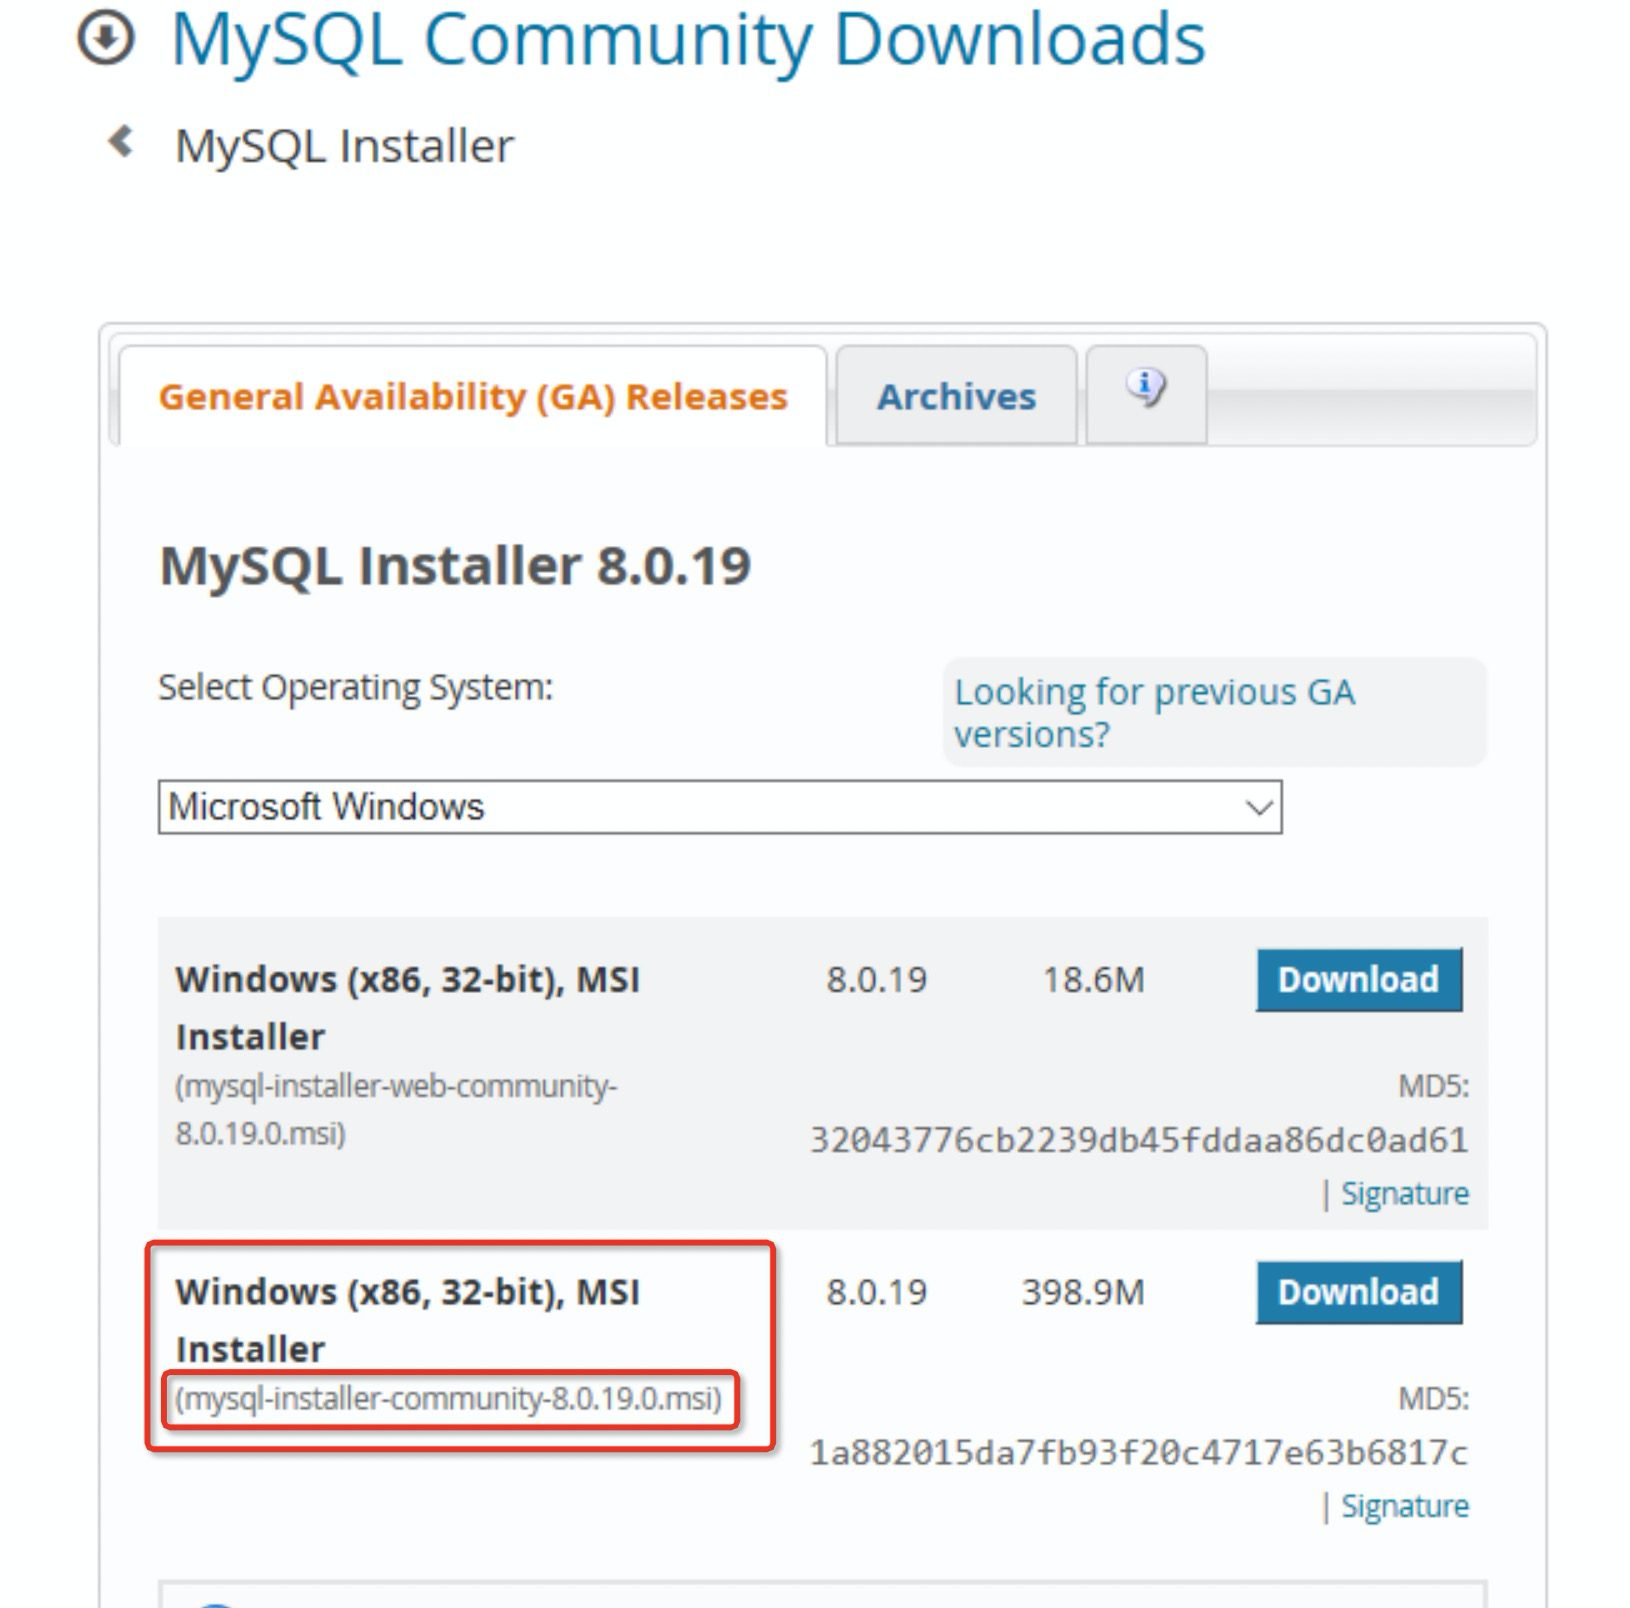 MySQL Community Downloads
MySQL Installer
General Availability (GA) Releases
Archives
MySQL Installer 8.0.19
Select Operating System:
Looking for previous GA
versions?
Microsoft Windows
Windows (x86, 32-bit), MSI
Installer
8.0.19
18.6M
Download
(mysql-installer-web-community-
8.0.19.0.msi)
MD5:
32043776cb2239db45fddaa86dc0ad61
| Signature
Windows (x86, 32-bit), MSI
Installer
8.0.19
398.9M
Download
(mysql-installer-community-8.0.19.0.msi)
MD5:
1a882015da7fb93f20c4717e63b6817c
| Signature